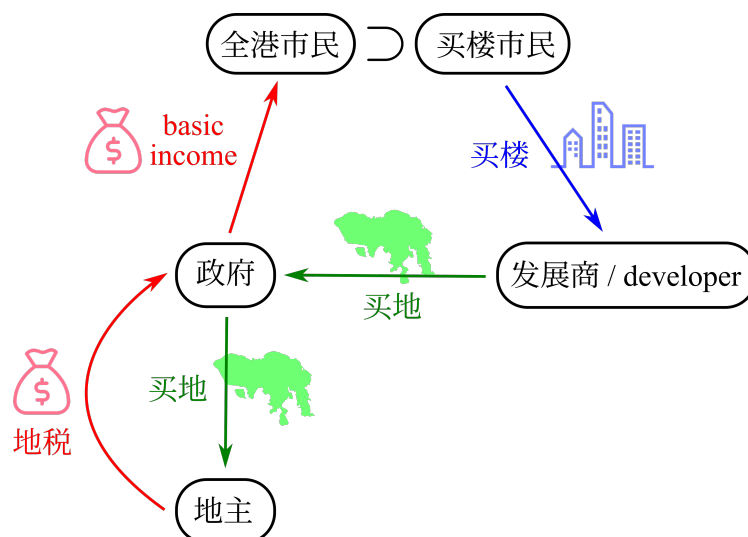 全港市民
买楼市民
basic
income
$
买楼
政府
发展商 / developer
买地
买地
$
地税
地主